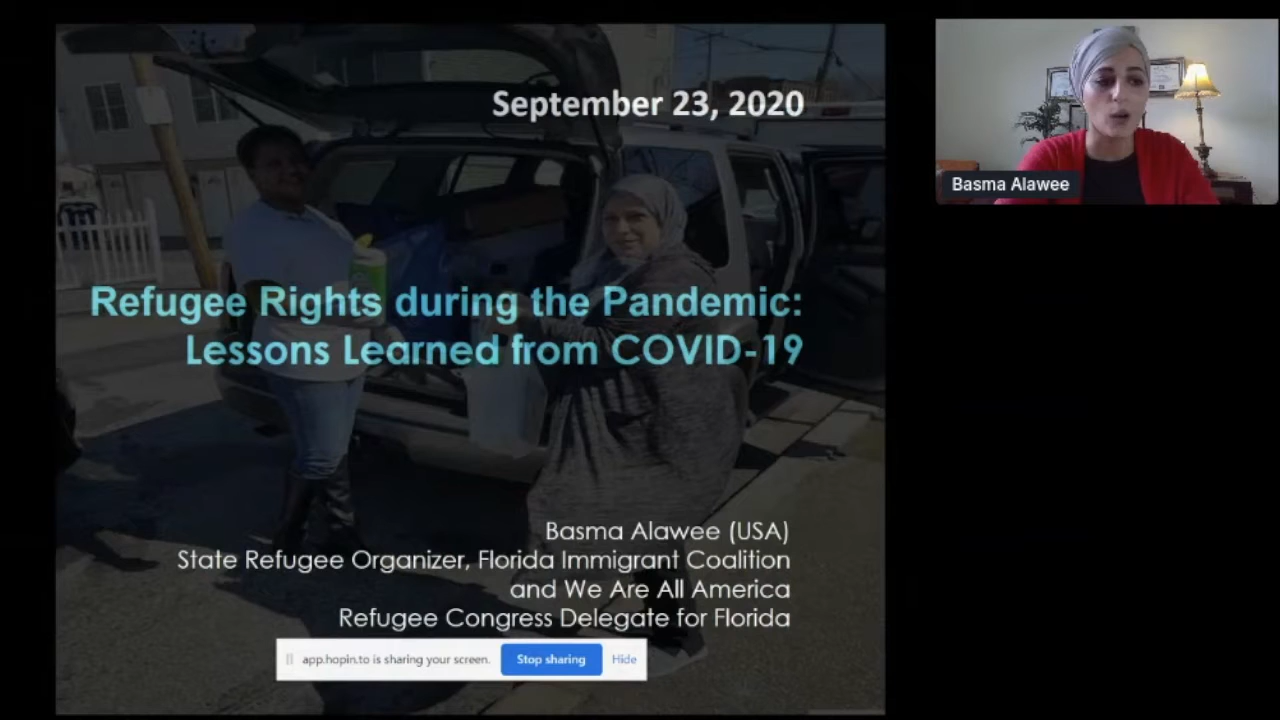 September 23, 2020
Basma Alawee
Refugee Rights during the Pandemic:
Lessons Learned from COVID-19
Basma Alawee (USA)
State Refugee Organizer, Florida Immigrant Coalition
and We Are All America
Refugee Congress Delegate for Florida
app.hopin.to is sharing your screen. Stop sharing Hide